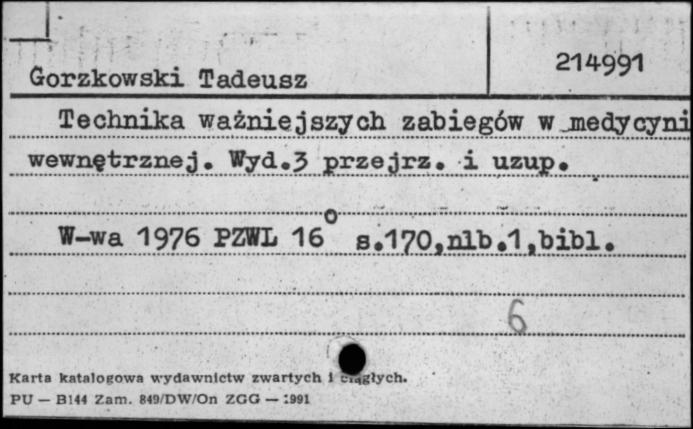 214991
Gorzkowski Tadeusz
Technika ważniejszych zabiegów w medycyni
wewnętrznej. Wyd.3 przejrz. i uzup.
W-wa 1976 PZWL 16° s.170,nlb.1,bibl.
6
Karta katalogowa wydawnictw zwartych i ciągłych.
PU — B144 Zam. 849/DW/On ZGG — 1991